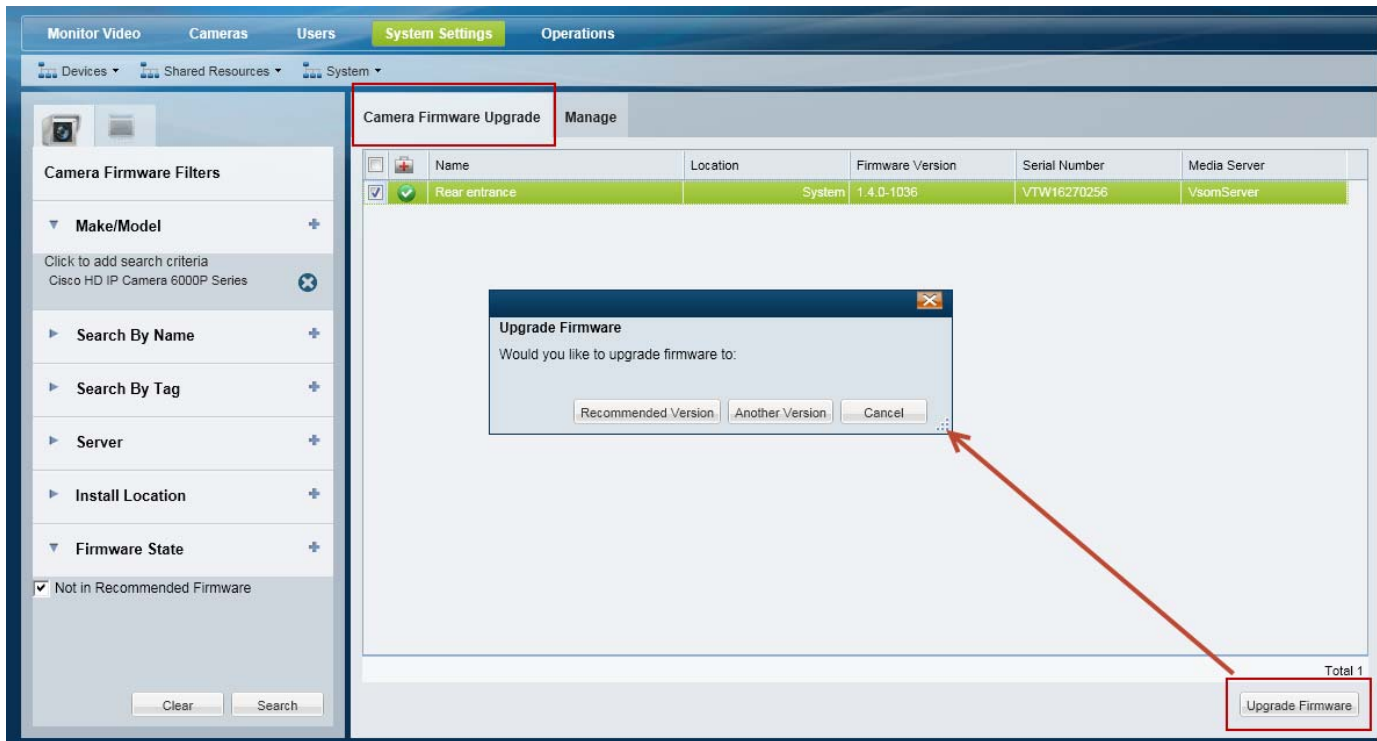 Monitor Video Cameras Users System Settings Operations
Devices Shared Resources System
Camera Firmware Filters
Make/Model
Click to add search criteria
Cisco HD IP Camera 6000P Series
Search By Name
Search By Tag
Server
Install Location
Firmware State
Not in Recommended Firmware
Clear Search
Camera Firmware Upgrade Manage
Name Location Firmware Version Serial Number Media Server
Rear entrance System 1.4.0-1036 VTW16270256 VsomServer
Upgrade Firmware
Would you like to upgrade firmware to:
Recommended Version Another Version Cancel
Total 1
Upgrade Firmware